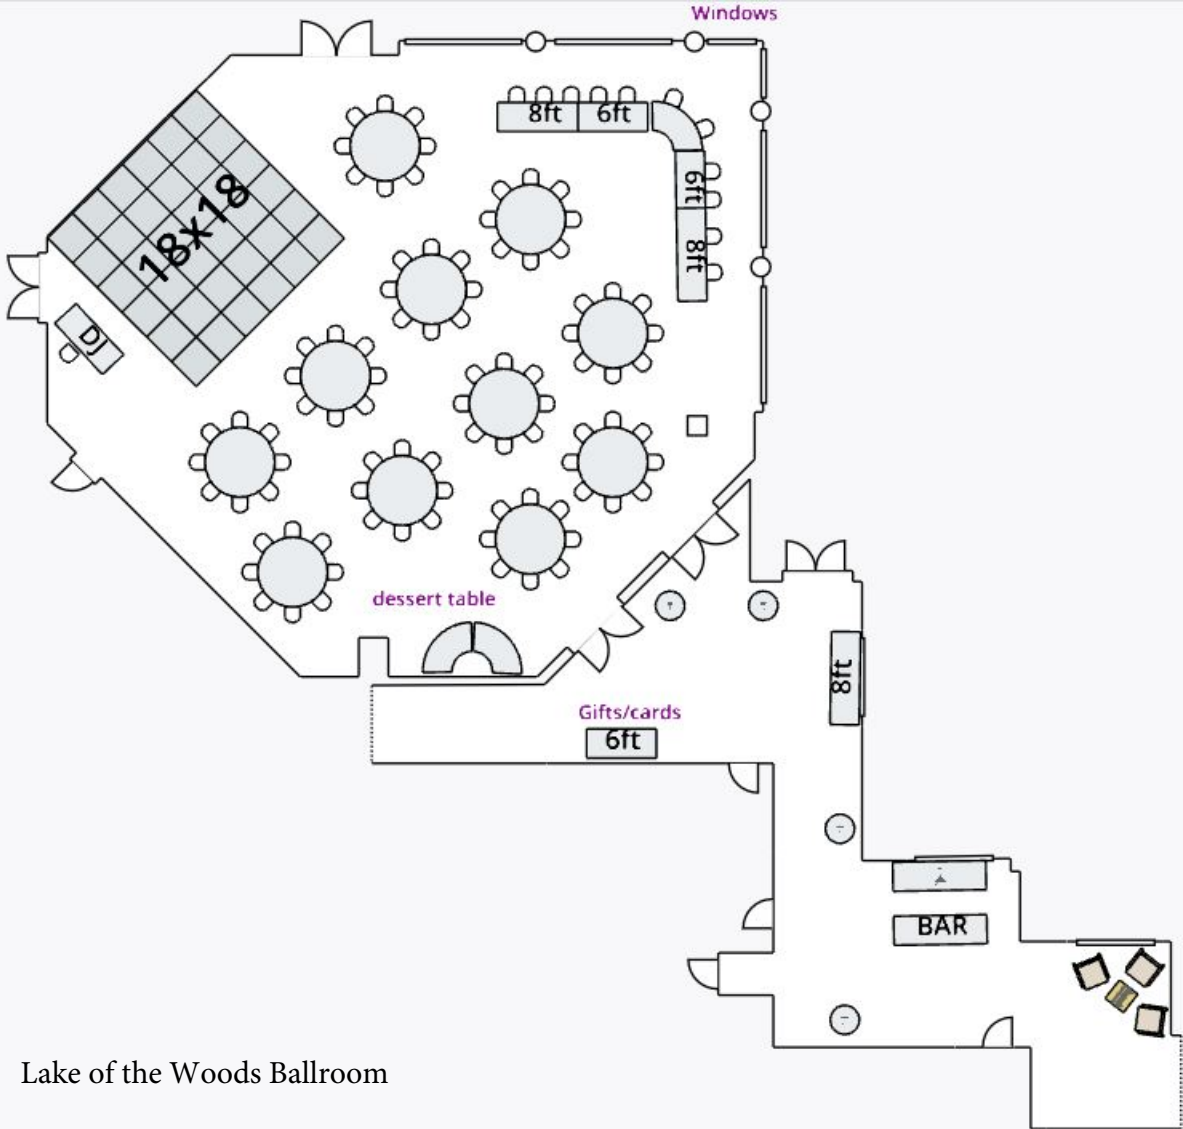 Windows
8ft 6ft
6ft
8ft
18x18
DJ
dessert table
Gifts/cards
6ft
8ft
BAR
Lake of the Woods Ballroom